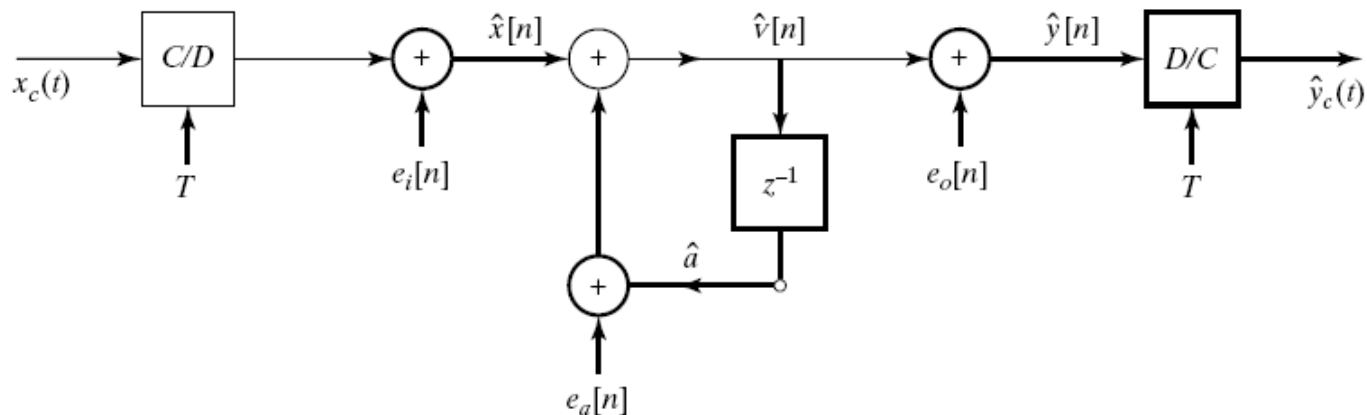 x_c(t)
C/D
T
+
e_i[n]
x̂[n]
+
v̂[n]
z⁻¹
â
+
e_a[n]
+
e_o[n]
ŷ[n]
D/C
T
ŷ_c(t)